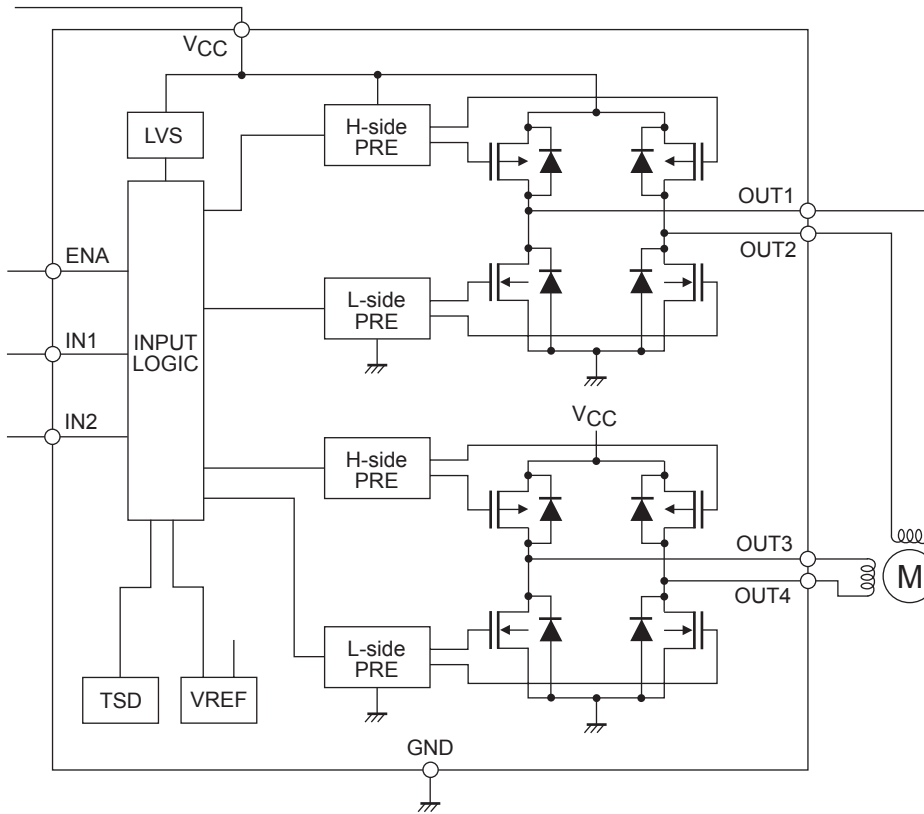 VCC
LVS
H-side
PRE
OUT1
OUT2
ENA
L-side
PRE
INPUT
LOGIC
IN1
IN2
VCC
H-side
PRE
OUT3
M
OUT4
L-side
PRE
TSD
VREF
GND